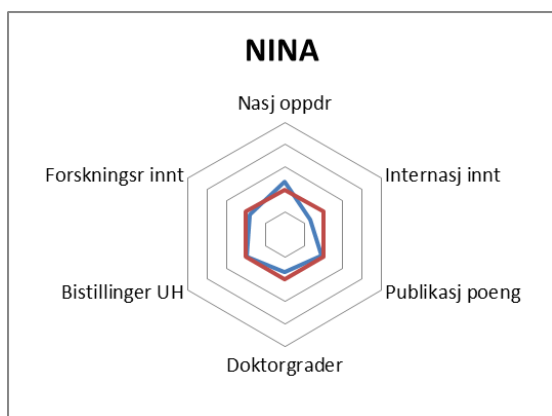 NINA
Nasj oppdr
Forskningsr innt
Internasj innt
Bistillinger UH
Publikasj poeng
Doktorgrader